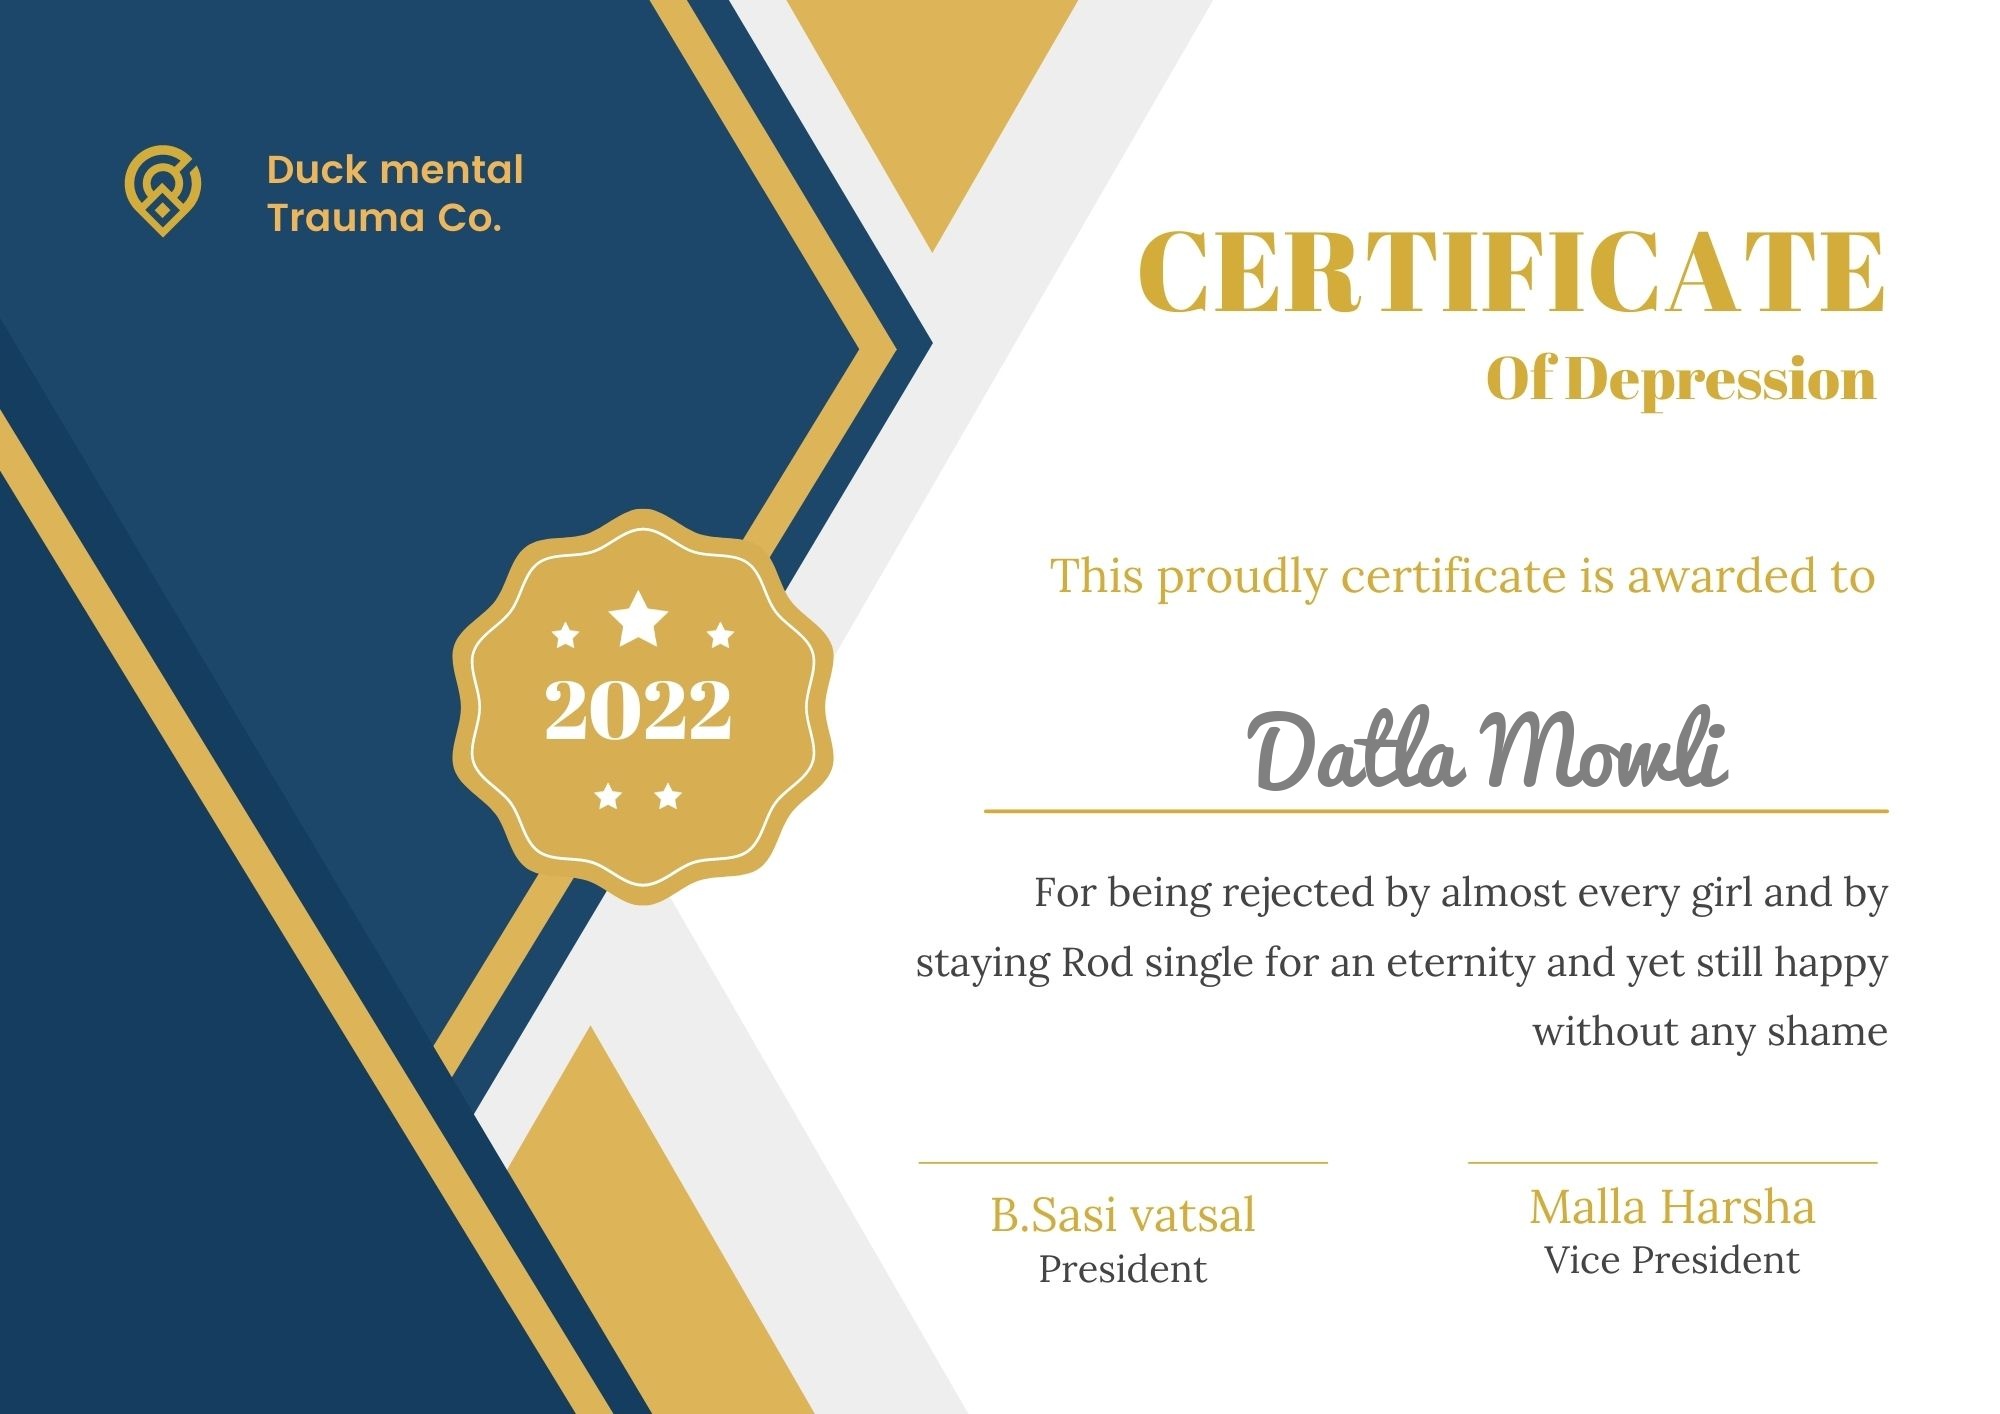 Duck mental
Trauma Co.
CERTIFICATE
Of Depression
This proudly certificate is awarded to
2022
Datla Mowli
For being rejected by almost every girl and by
staying Rod single for an eternity and yet still happy
without any shame
B.Sasi vatsal
President
Malla Harsha
Vice President